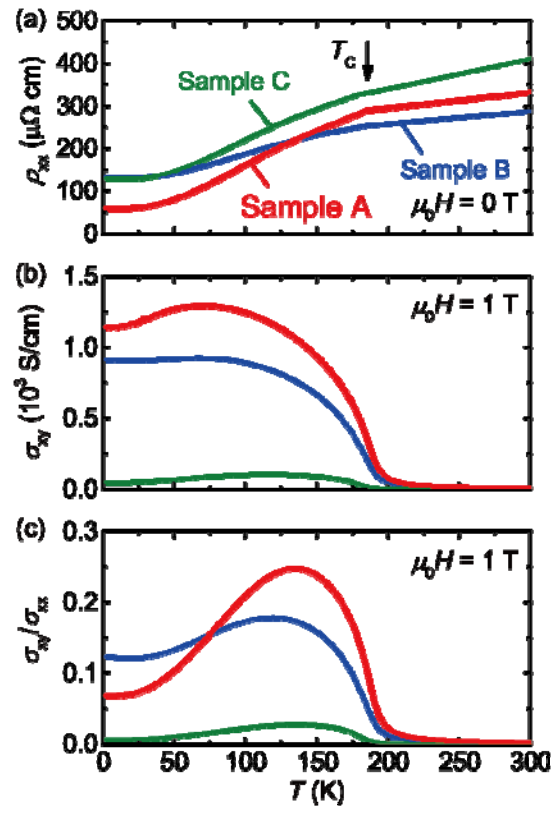 (a)
500
400
300
200
100
0
ρxx (μΩ cm)
TC
Sample C
Sample B
Sample A
μ0H = 0 T
(b)
1.5
1.0
0.5
0.0
σxy (10³ S/cm)
μ0H = 1 T
(c)
0.3
0.2
0.1
0.0
σxy/σxx
μ0H = 1 T
0 50 100 150 200 250 300
T (K)